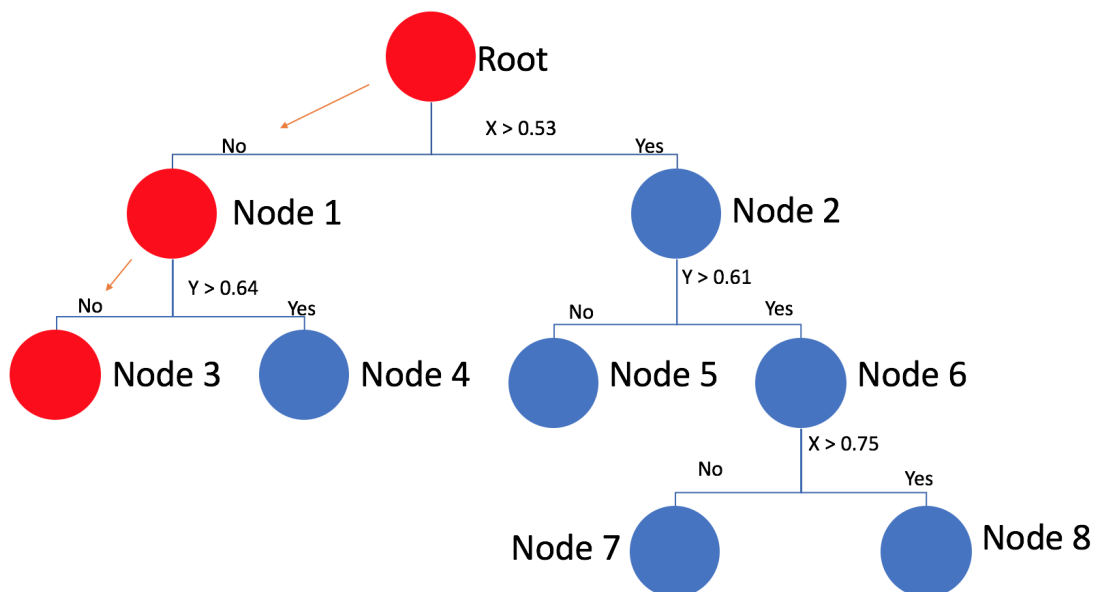 Root
X > 0.53
No
Yes
Node 1
Node 2
Y > 0.64
No
Yes
Y > 0.61
No
Yes
Node 3
Node 4
Node 5
Node 6
X > 0.75
No
Yes
Node 7
Node 8